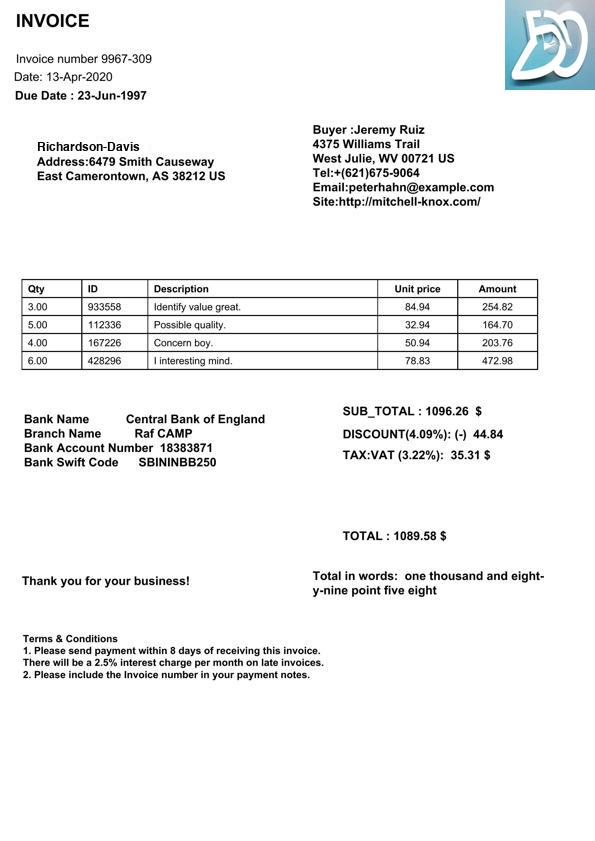 INVOICE
Invoice number 9967-309
Date: 13-Apr-2020
Due Date : 23-Jun-1997
Richardson-Davis
Address:6479 Smith Causeway
East Camerontown, AS 38212 US
Buyer :Jeremy Ruiz
4375 Williams Trail
West Julie, WV 00721 US
Tel:+(621)675-9064
Email:peterhahn@example.com
Site:http://mitchell-knox.com/
Qty ID Description Unit price Amount
3.00 933558 Identify value great. 84.94 254.82
5.00 112336 Possible quality. 32.94 164.70
4.00 167226 Concern boy. 50.94 203.76
6.00 428296 I interesting mind. 78.83 472.98
Bank Name Central Bank of England
Branch Name Raf CAMP
Bank Account Number 18383871
Bank Swift Code SBININBB250
SUB_TOTAL : 1096.26 $
DISCOUNT(4.09%): (-) 44.84
TAX:VAT (3.22%): 35.31 $
TOTAL : 1089.58 $
Thank you for your business!
Total in words: one thousand and eight-
y-nine point five eight
Terms & Conditions
1. Please send payment within 8 days of receiving this invoice.
There will be a 2.5% interest charge per month on late invoices.
2. Please include the Invoice number in your payment notes.